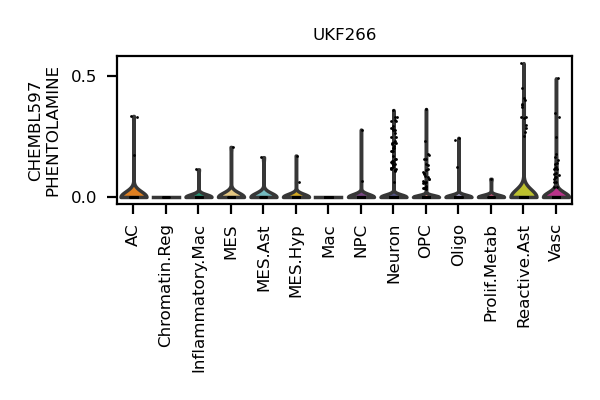 UKF266
CHEMBL597
PHENTOLAMINE
0.5
0.0
AC
Chromatin.Reg
Inflammatory.Mac
MES
MES.Ast
MES.Hyp
Mac
NPC
Neuron
OPC
Oligo
Prolif.Metab
Reactive.Ast
Vasc